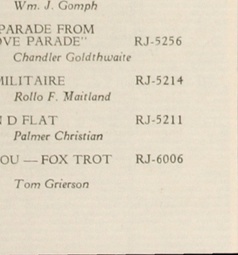 Wm. J. Gomph
PARADE FROM
OVE PARADE" RJ-5256
Chandler Goldthwaite
MILITAIRE RJ-5214
Rollo F. Maitland
N D FLAT RJ-5211
Palmer Christian
OU — FOX TROT RJ-6006
Tom Grierson